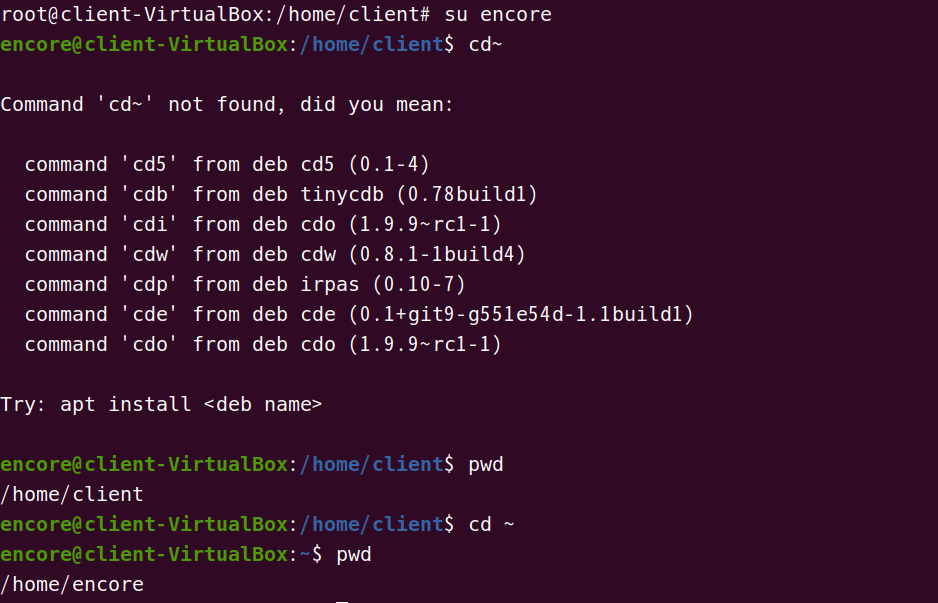 root@client-VirtualBox:/home/client# su encore
encore@client-VirtualBox:/home/client$ cd~
Command 'cd~' not found, did you mean:
command 'cd5' from deb cd5 (0.1-4)
command 'cdb' from deb tinycdb (0.78build1)
command 'cdi' from deb cdo (1.9.9~rc1-1)
command 'cdw' from deb cdw (0.8.1-1build4)
command 'cdp' from deb irpas (0.10-7)
command 'cde' from deb cde (0.1+git9-g551e54d-1.1build1)
command 'cdo' from deb cdo (1.9.9~rc1-1)
Try: apt install <deb name>
encore@client-VirtualBox:/home/client$ pwd
/home/client
encore@client-VirtualBox:/home/client$ cd ~
encore@client-VirtualBox:~$ pwd
/home/encore